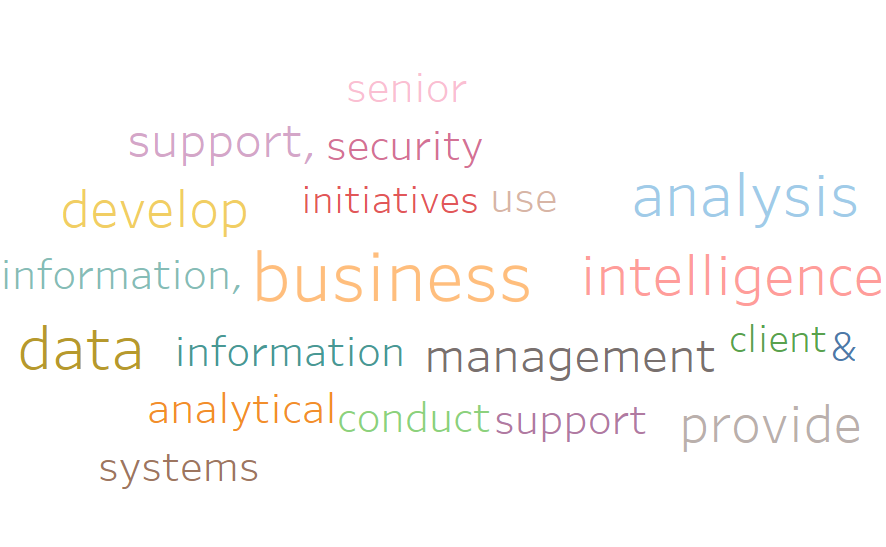 senior
support, security
develop initiatives use analysis
information, business intelligence
data information management client &
analytical conduct support provide
systems